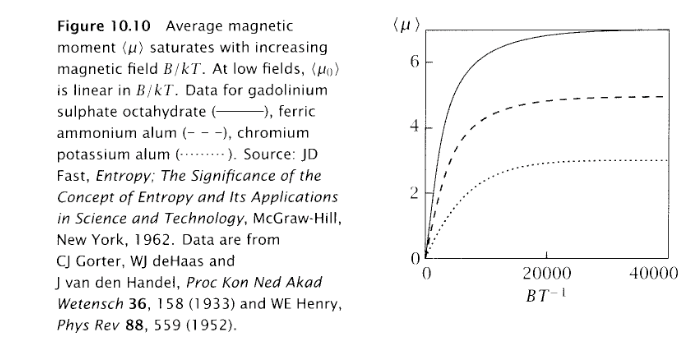 Figure 10.10 Average magnetic
moment ⟨μ⟩ saturates with increasing
magnetic field B/kT. At low fields, ⟨μ₀⟩
is linear in B/kT. Data for gadolinium
sulphate octahydrate (———), ferric
ammonium alum (– – –), chromium
potassium alum (·········). Source: JD
Fast, Entropy; The Significance of the
Concept of Entropy and Its Applications
in Science and Technology, McGraw-Hill,
New York, 1962. Data are from
CJ Gorter, WJ deHaas and
J van den Handel, Proc Kon Ned Akad
Wetensch 36, 158 (1933) and WE Henry,
Phys Rev 88, 559 (1952).
⟨μ⟩
6
4
2
0
0 20000 40000
BT⁻¹